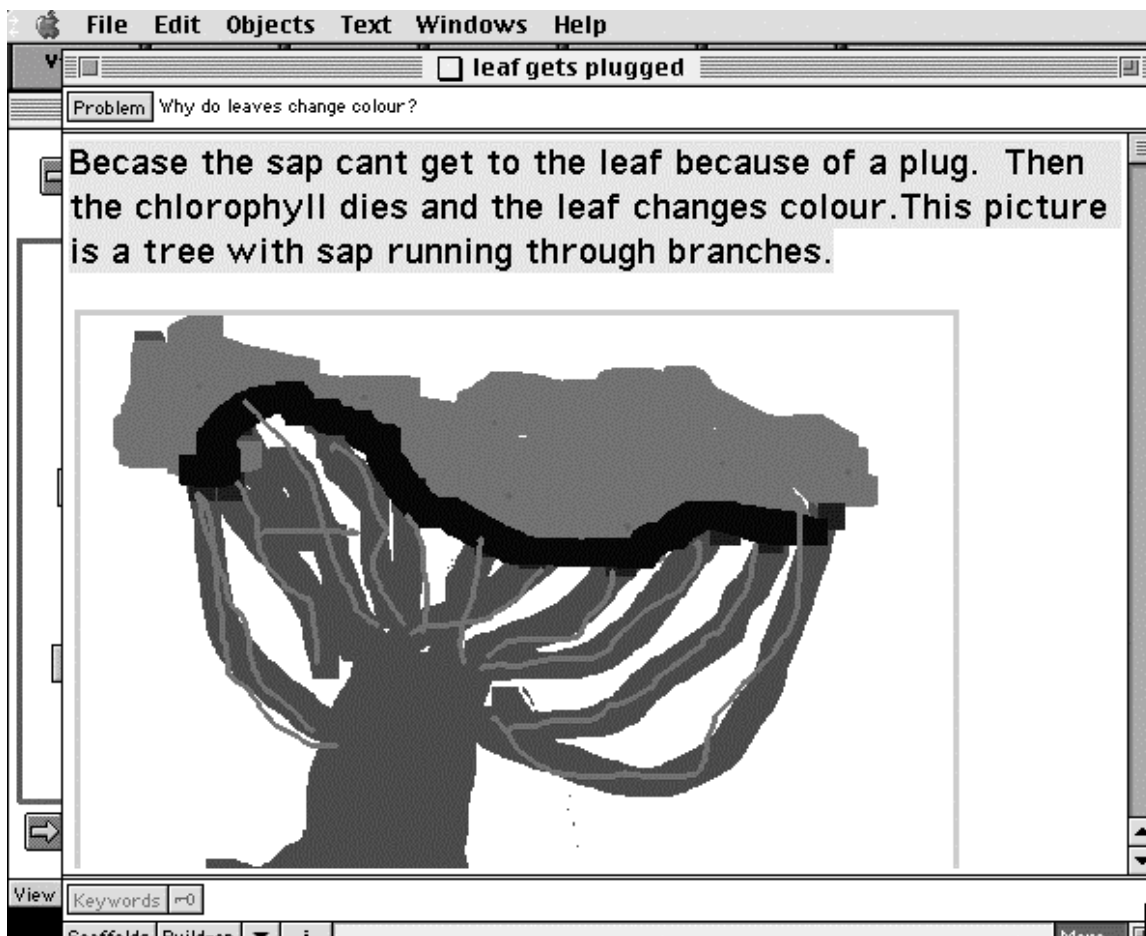 File Edit Objects Text Windows Help
leaf gets plugged
Problem Why do leaves change colour?
Becase the sap cant get to the leaf because of a plug. Then
the chlorophyll dies and the leaf changes colour.This picture
is a tree with sap running through branches.
View
Keywords